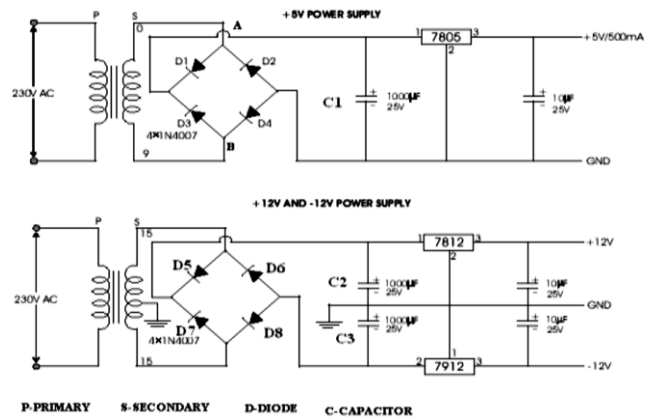 +5V POWER SUPPLY
P S A
0
1 7805 3 +5V/500mA
2
D1 D2
230V AC
C1 + 1000µF 25V + 10µF 25V
D3 D4
4×1N4007
B
9
GND
+12V AND -12V POWER SUPPLY
P S
15
1 7812 3 +12V
2
D5 D6
C2 + 1000µF 25V + 10µF 25V
230V AC
GND
D7 D8
4×1N4007
C3 + 1000µF 25V + 10µF 25V
15
1
2 7912 3 -12V
P-PRIMARY S-SECONDARY D-DIODE C-CAPACITOR